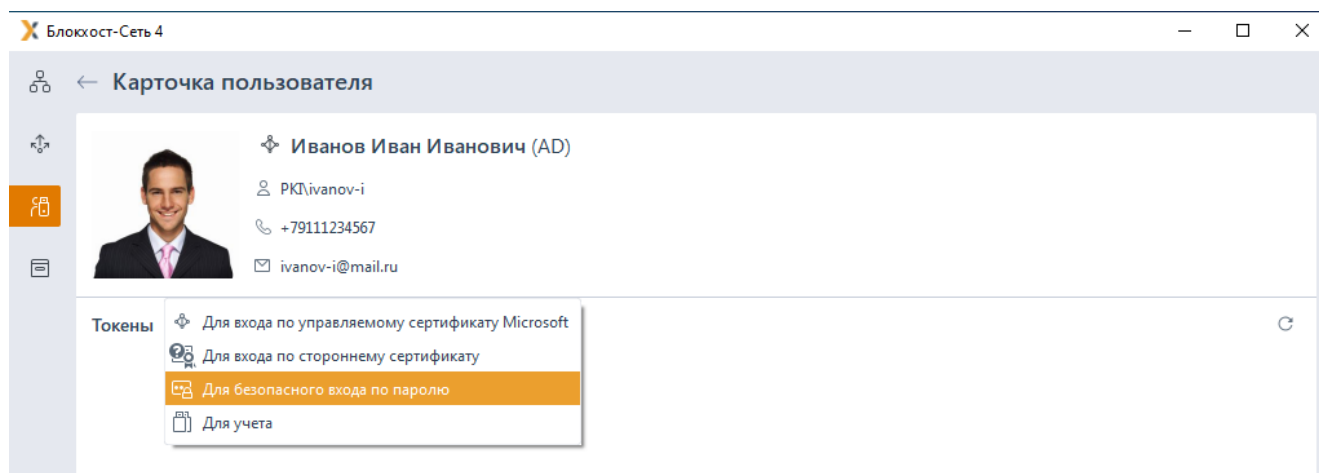 Блокхост-Сеть 4
Карточка пользователя
Иванов Иван Иванович (AD)
PKI\ivanov-i
+79111234567
ivanov-i@mail.ru
Токены
Для входа по управляемому сертификату Microsoft
Для входа по стороннему сертификату
Для безопасного входа по паролю
Для учета